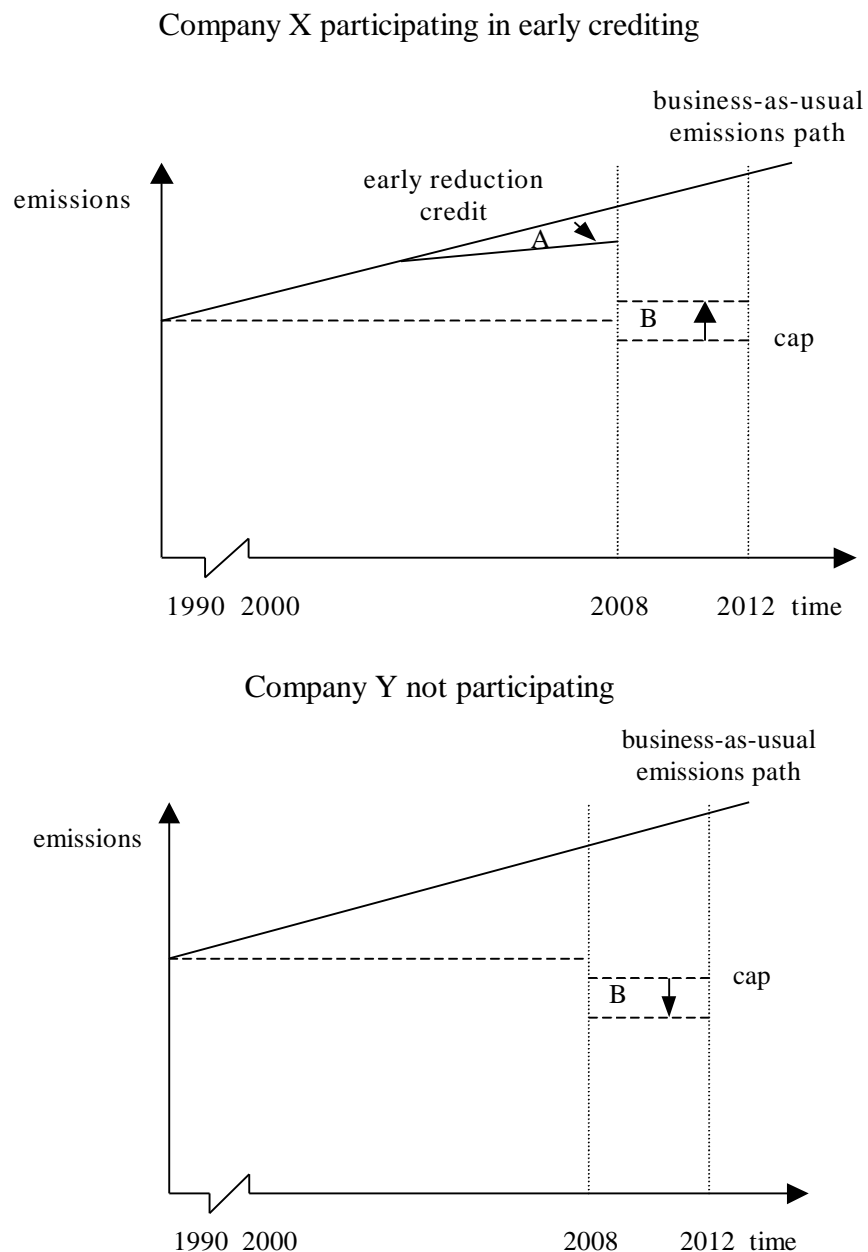 Company X participating in early crediting
business-as-usual
emissions path
early reduction
credit
emissions
A
B
cap
1990 2000 2008 2012 time
Company Y not participating
business-as-usual
emissions path
emissions
cap
B
1990 2000 2008 2012 time